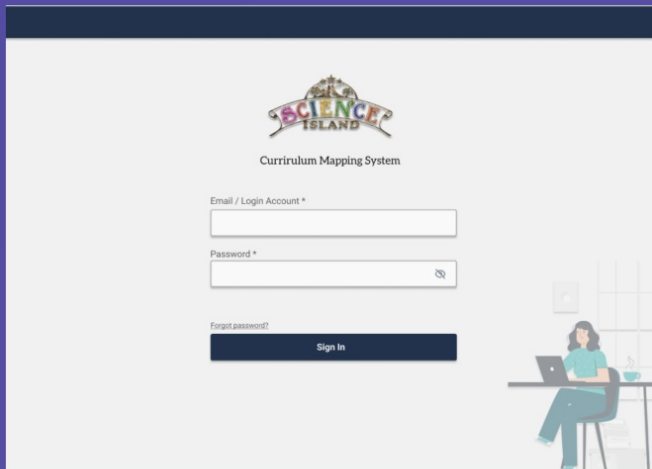 SCIENCE
ISLAND
Currirulum Mapping System
Email / Login Account *
Password *
Forgot password?
Sign In